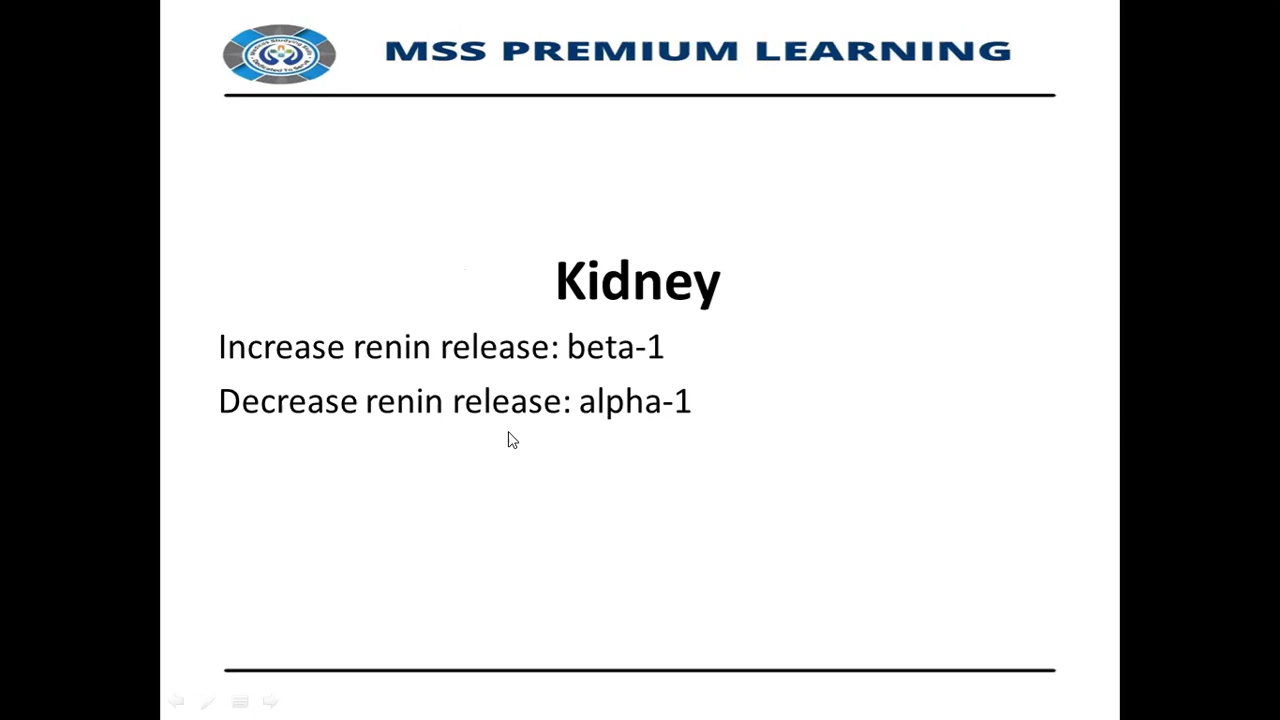 MSS PREMIUM LEARNING
Kidney
Increase renin release: beta-1
Decrease renin release: alpha-1